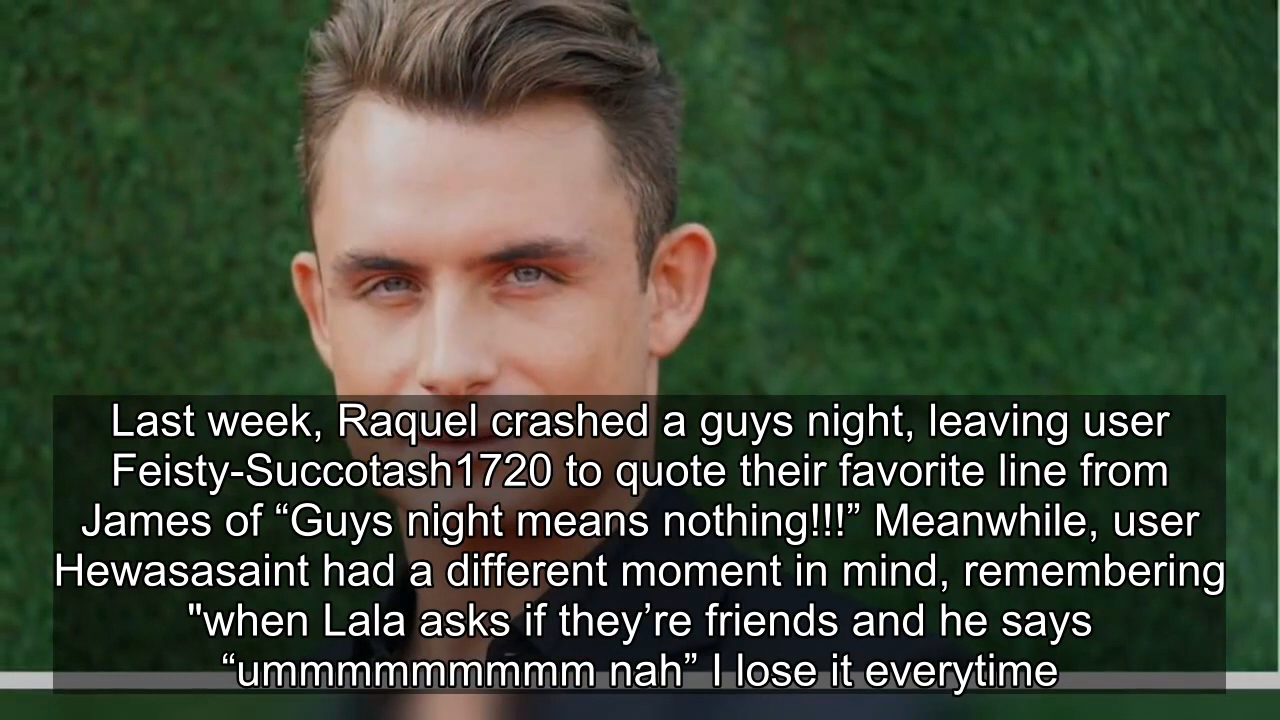 Last week, Raquel crashed a guys night, leaving user
Feisty-Succotash1720 to quote their favorite line from
James of “Guys night means nothing!!!” Meanwhile, user
Hewasasaint had a different moment in mind, remembering
"when Lala asks if they’re friends and he says
“ummmmmmmmmm nah” I lose it everytime